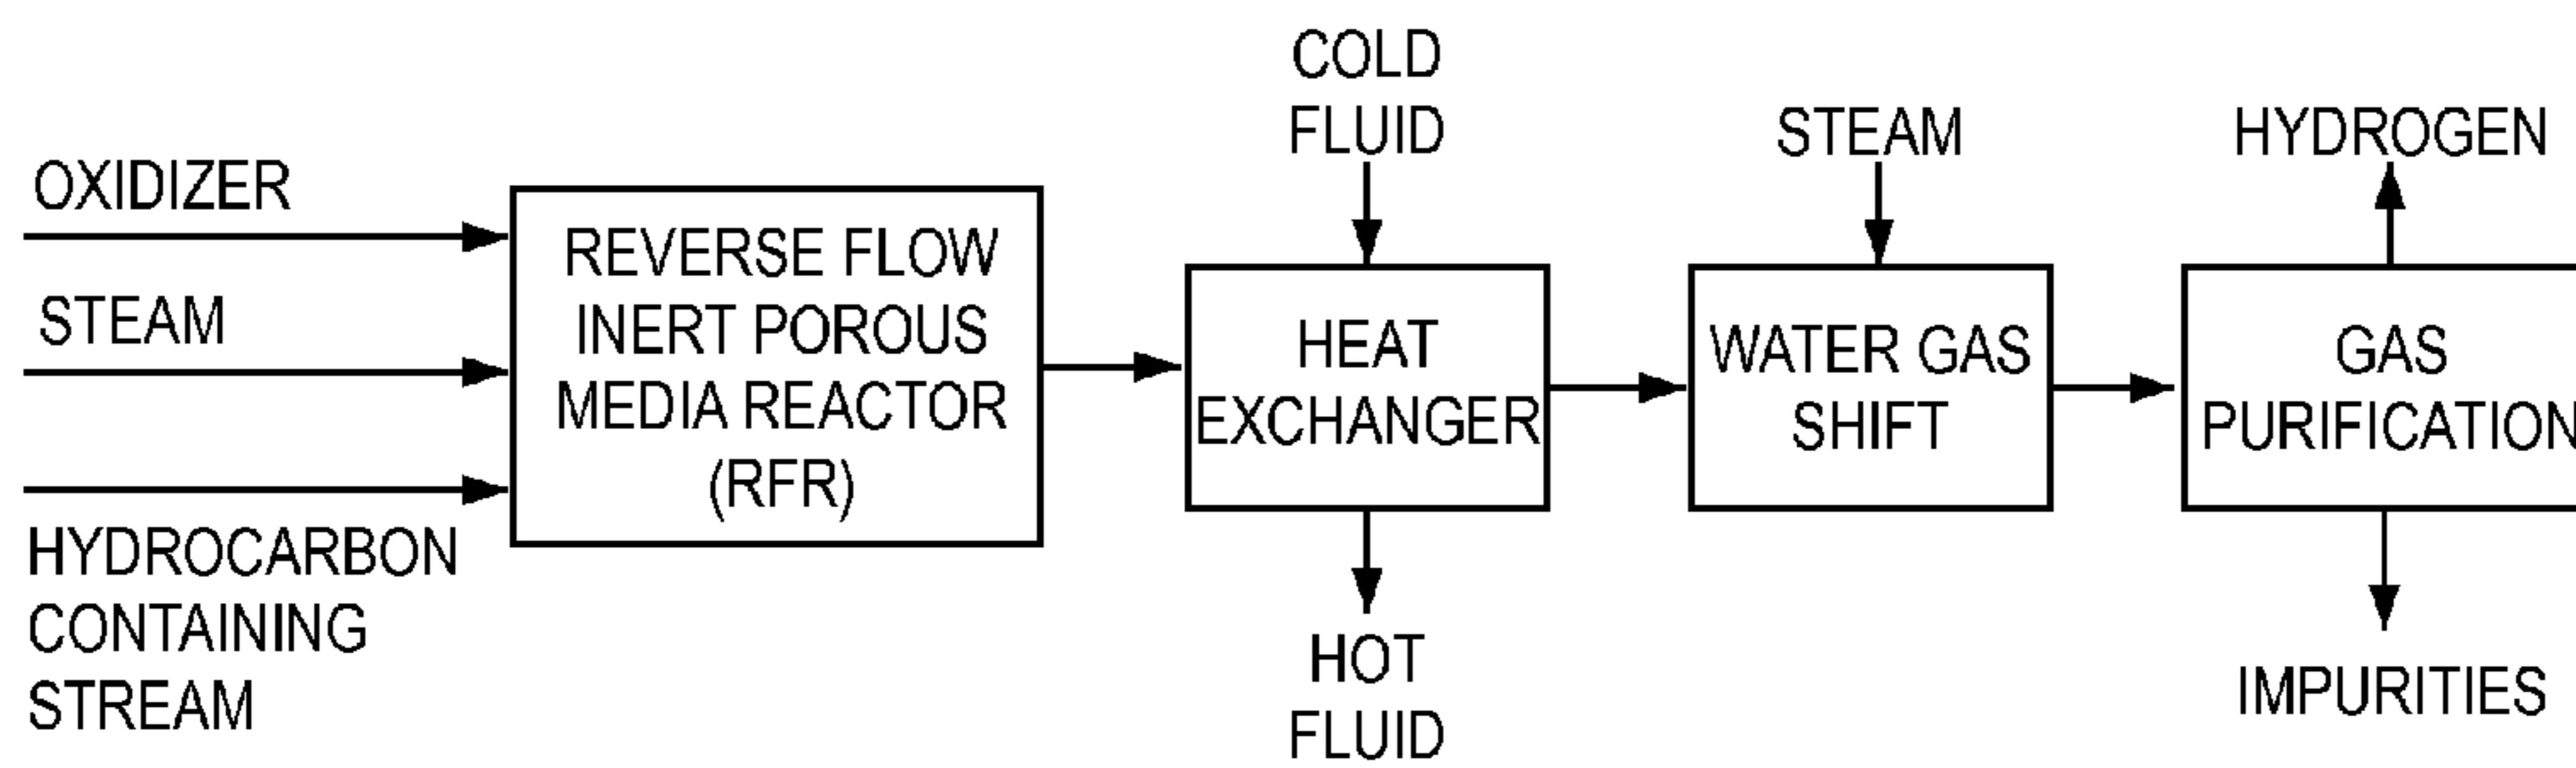 OXIDIZER
STEAM
HYDROCARBON
CONTAINING
STREAM
REVERSE FLOW
INERT POROUS
MEDIA REACTOR
(RFR)
COLD
FLUID
HEAT
EXCHANGER
HOT
FLUID
STEAM
WATER GAS
SHIFT
HYDROGEN
GAS
PURIFICATION
IMPURITIES